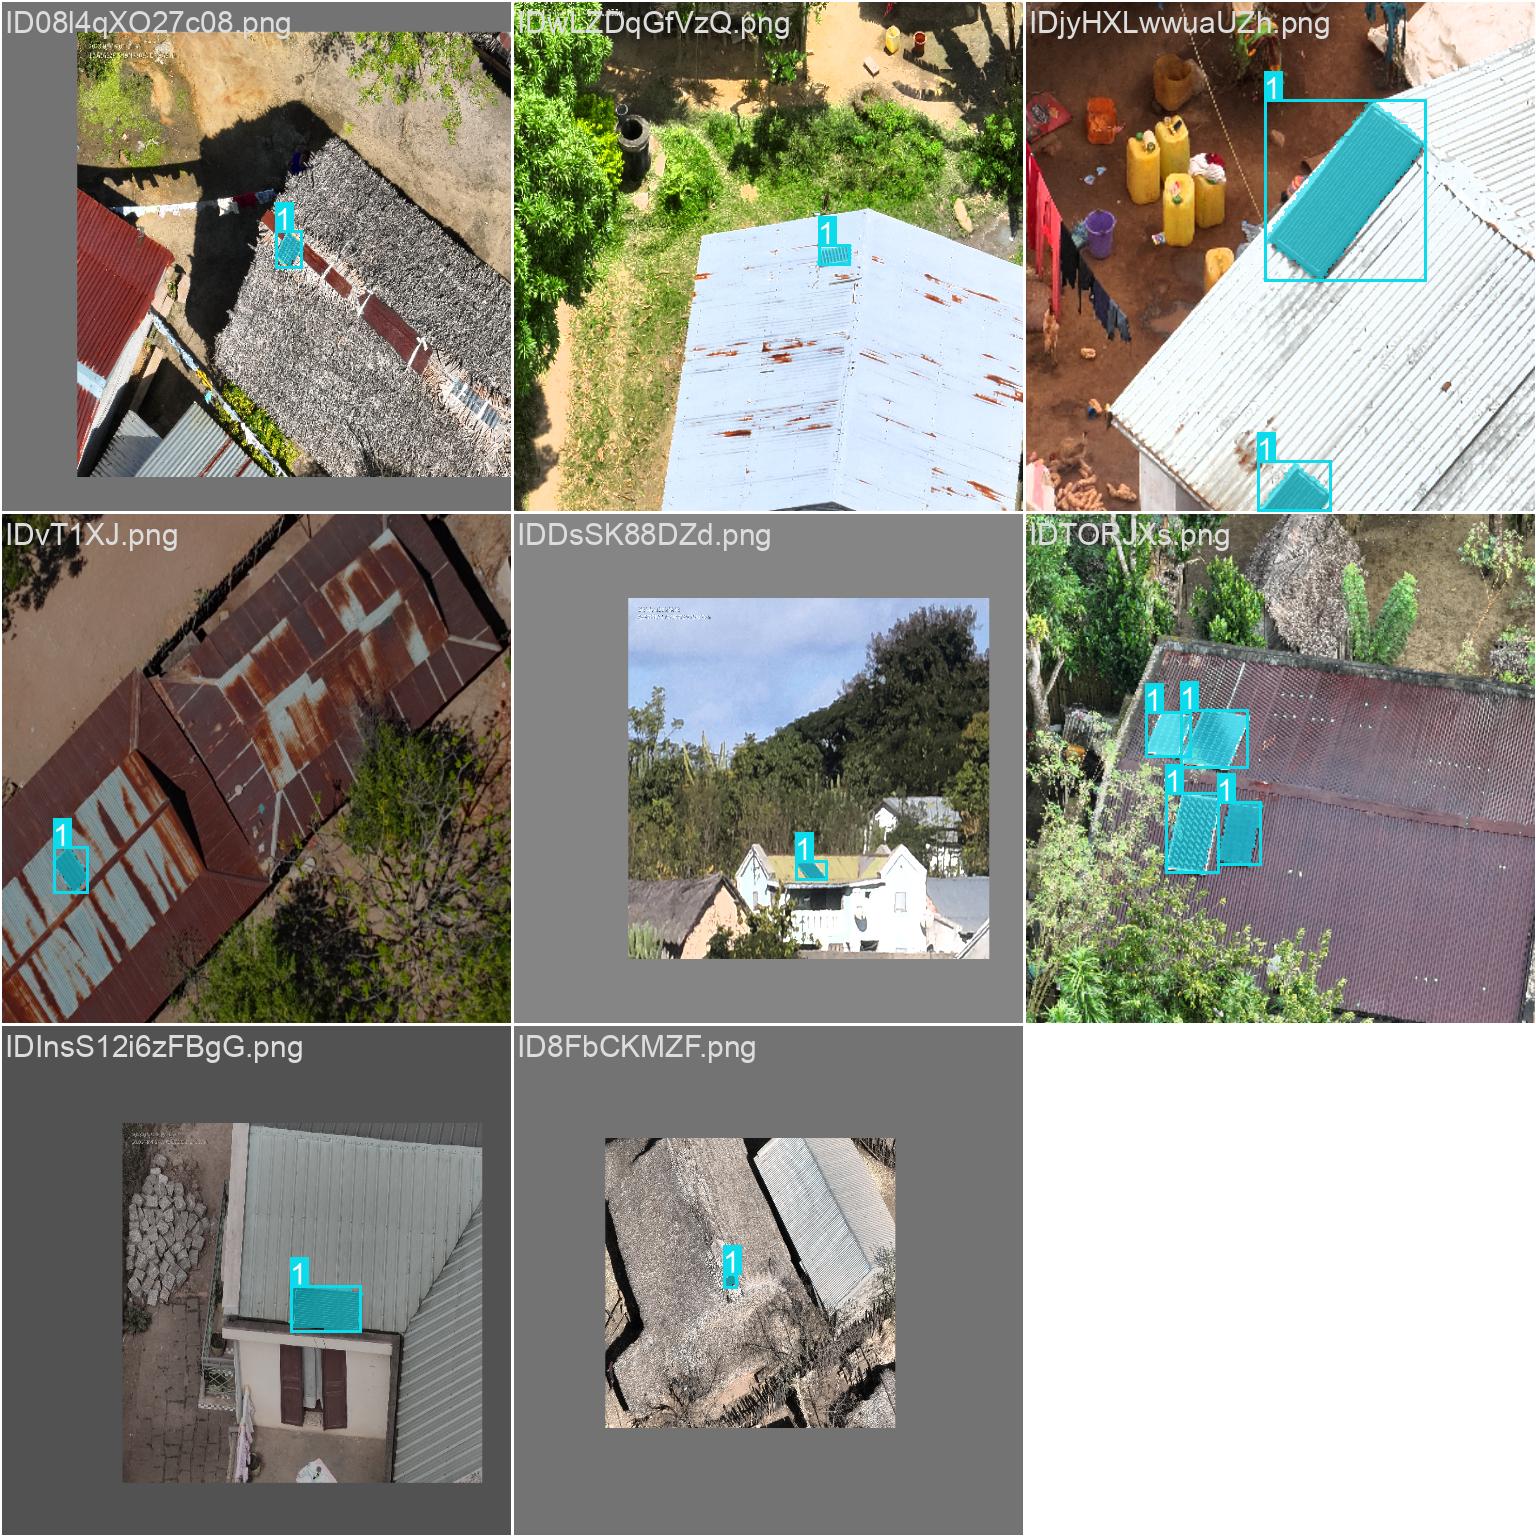 ID08l4qXO27c08.png
IDwLZDqGfVzQ.png
IDjyHXLwwuaUZh.png
1
1
1
1
IDvT1XJ.png
IDDsSK88DZd.png
IDTORJXs.png
1
1
1
1
1
1
IDInsS12i6zFBgG.png
ID8FbCKMZF.png
1
1